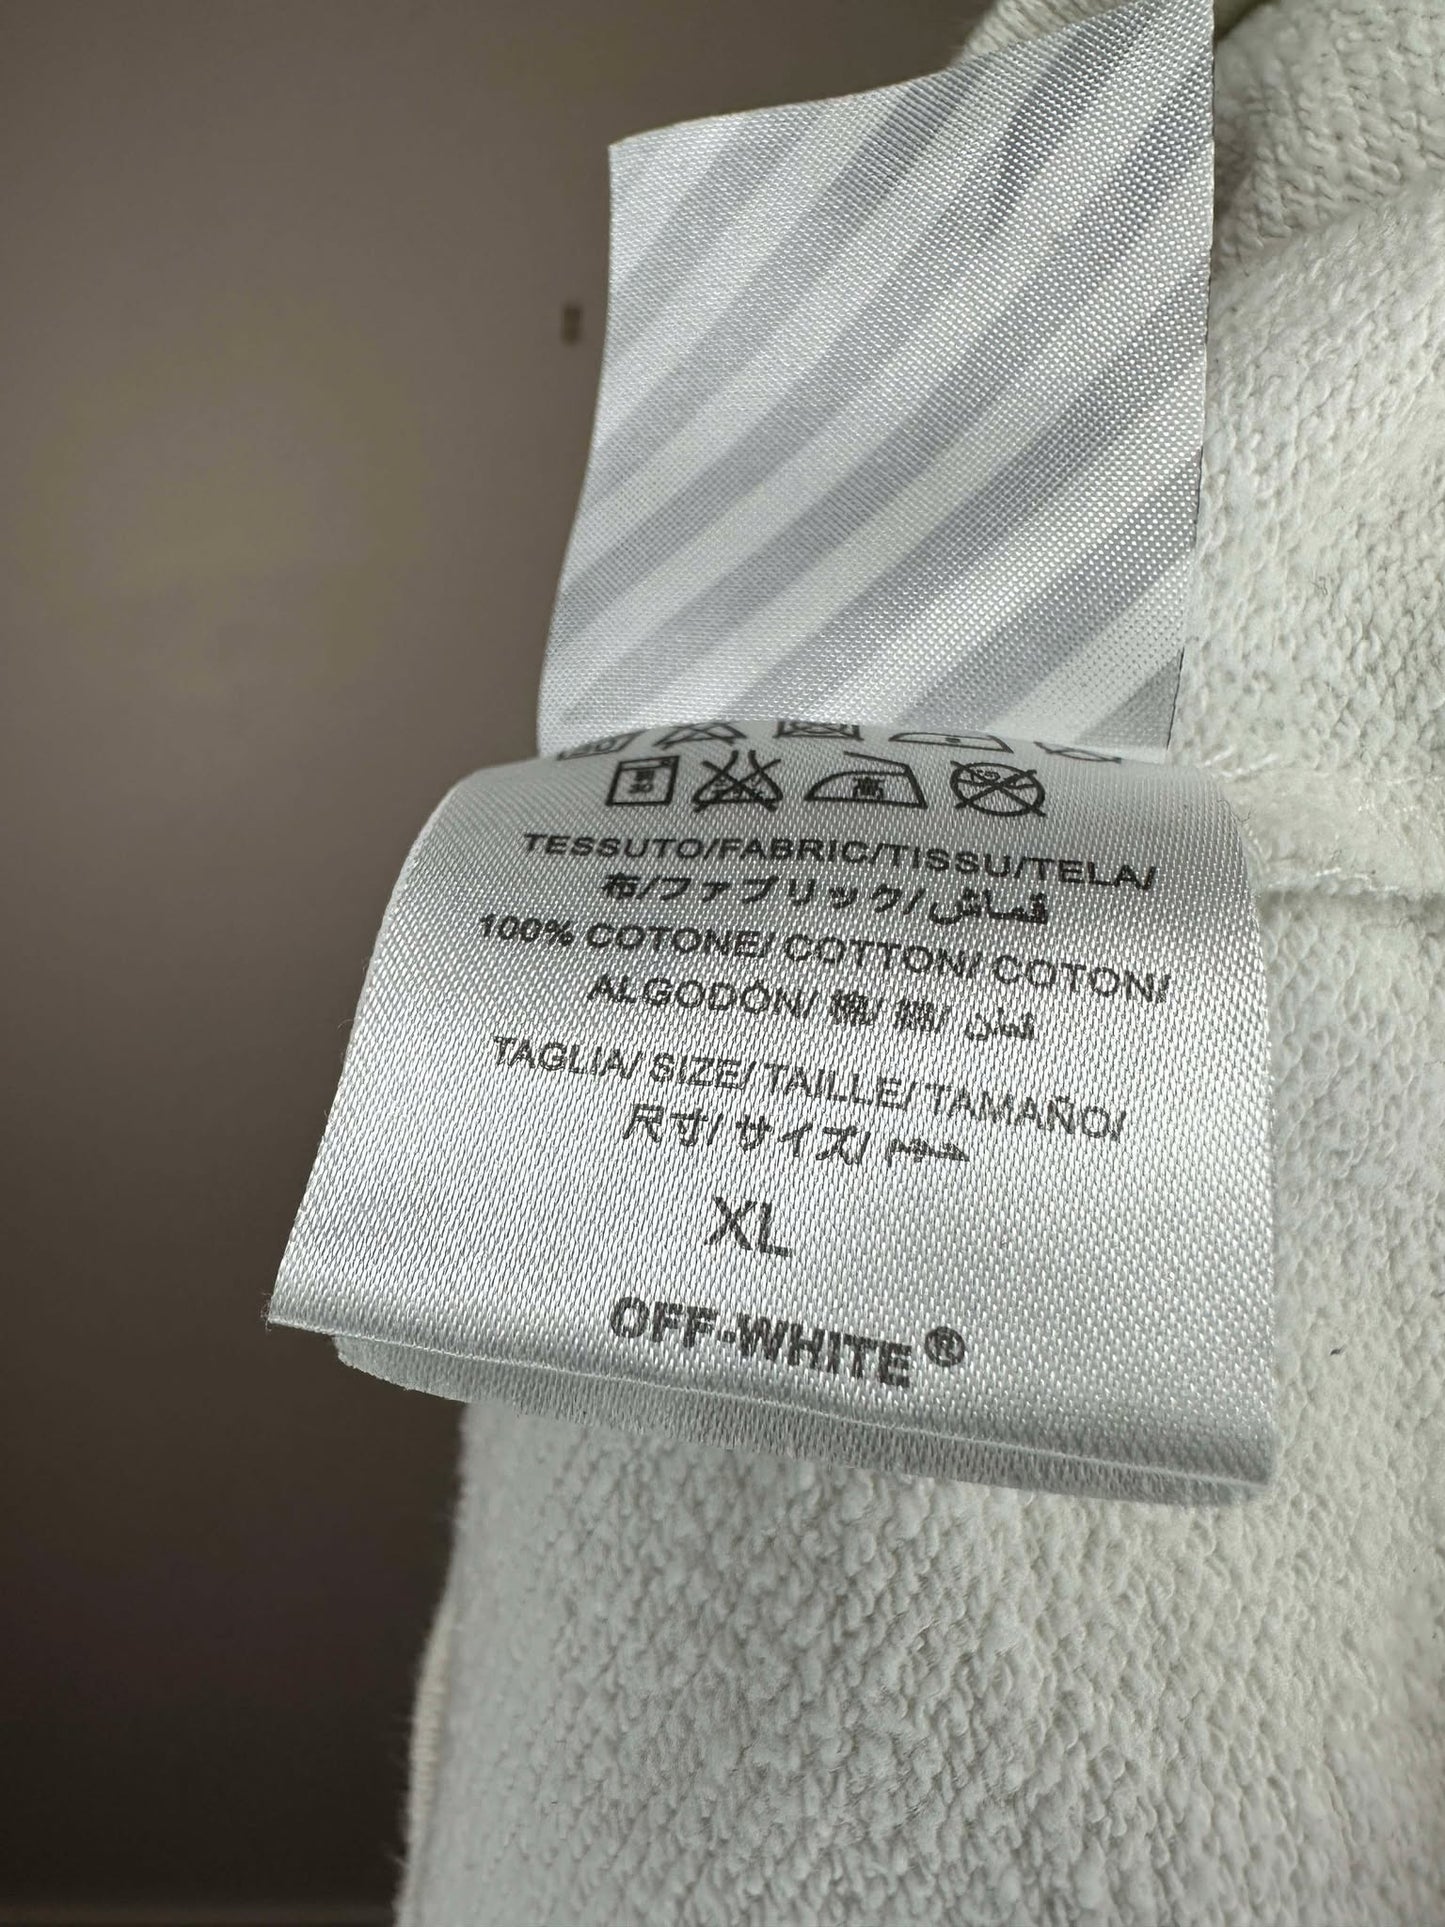 高
TESSUTO/FABRIC/TISSU/TELA/
布/ファブリック/ قماش
100% COTONE/ COTTON/ COTON/
ALGODÓN/ 棉/ 綿/ قطن
TAGLIA/ SIZE/ TAILLE/ TAMAÑO/
尺寸/ サイズ/ حجم
XL
OFF-WHITE®